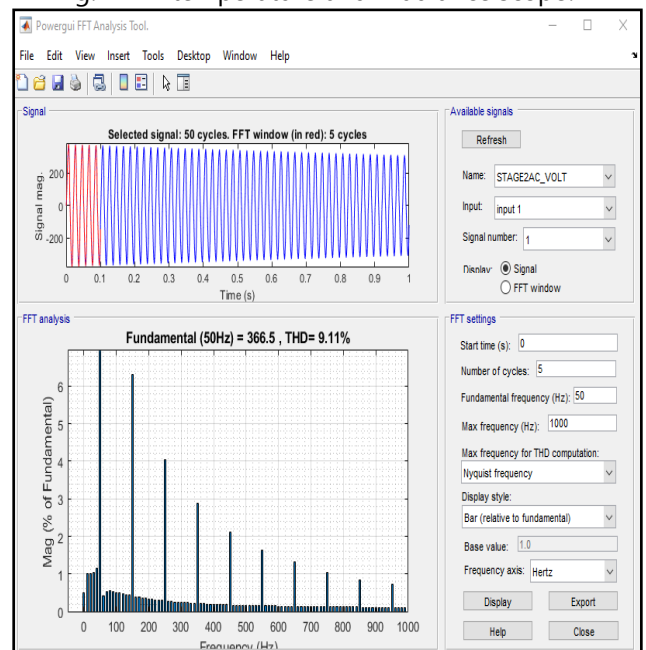 Powergui FFT Analysis Tool.
File Edit View Insert Tools Desktop Window Help
Signal
Selected signal: 50 cycles. FFT window (in red): 5 cycles
Signal mag.
200
0
-200
0 0.1 0.2 0.3 0.4 0.5 0.6 0.7 0.8 0.9 1
Time (s)
Available signals
Refresh
Name: STAGE2AC_VOLT
Input: input 1
Signal number: 1
Display: Signal
FFT window
FFT analysis
Fundamental (50Hz) = 366.5 , THD= 9.11%
Mag (% of Fundamental)
6
5
4
3
2
1
0
0 100 200 300 400 500 600 700 800 900 1000
Frequency (Hz)
FFT settings
Start time (s): 0
Number of cycles: 5
Fundamental frequency (Hz): 50
Max frequency (Hz): 1000
Max frequency for THD computation:
Nyquist frequency
Display style:
Bar (relative to fundamental)
Base value: 1.0
Frequency axis: Hertz
Display Export
Help Close